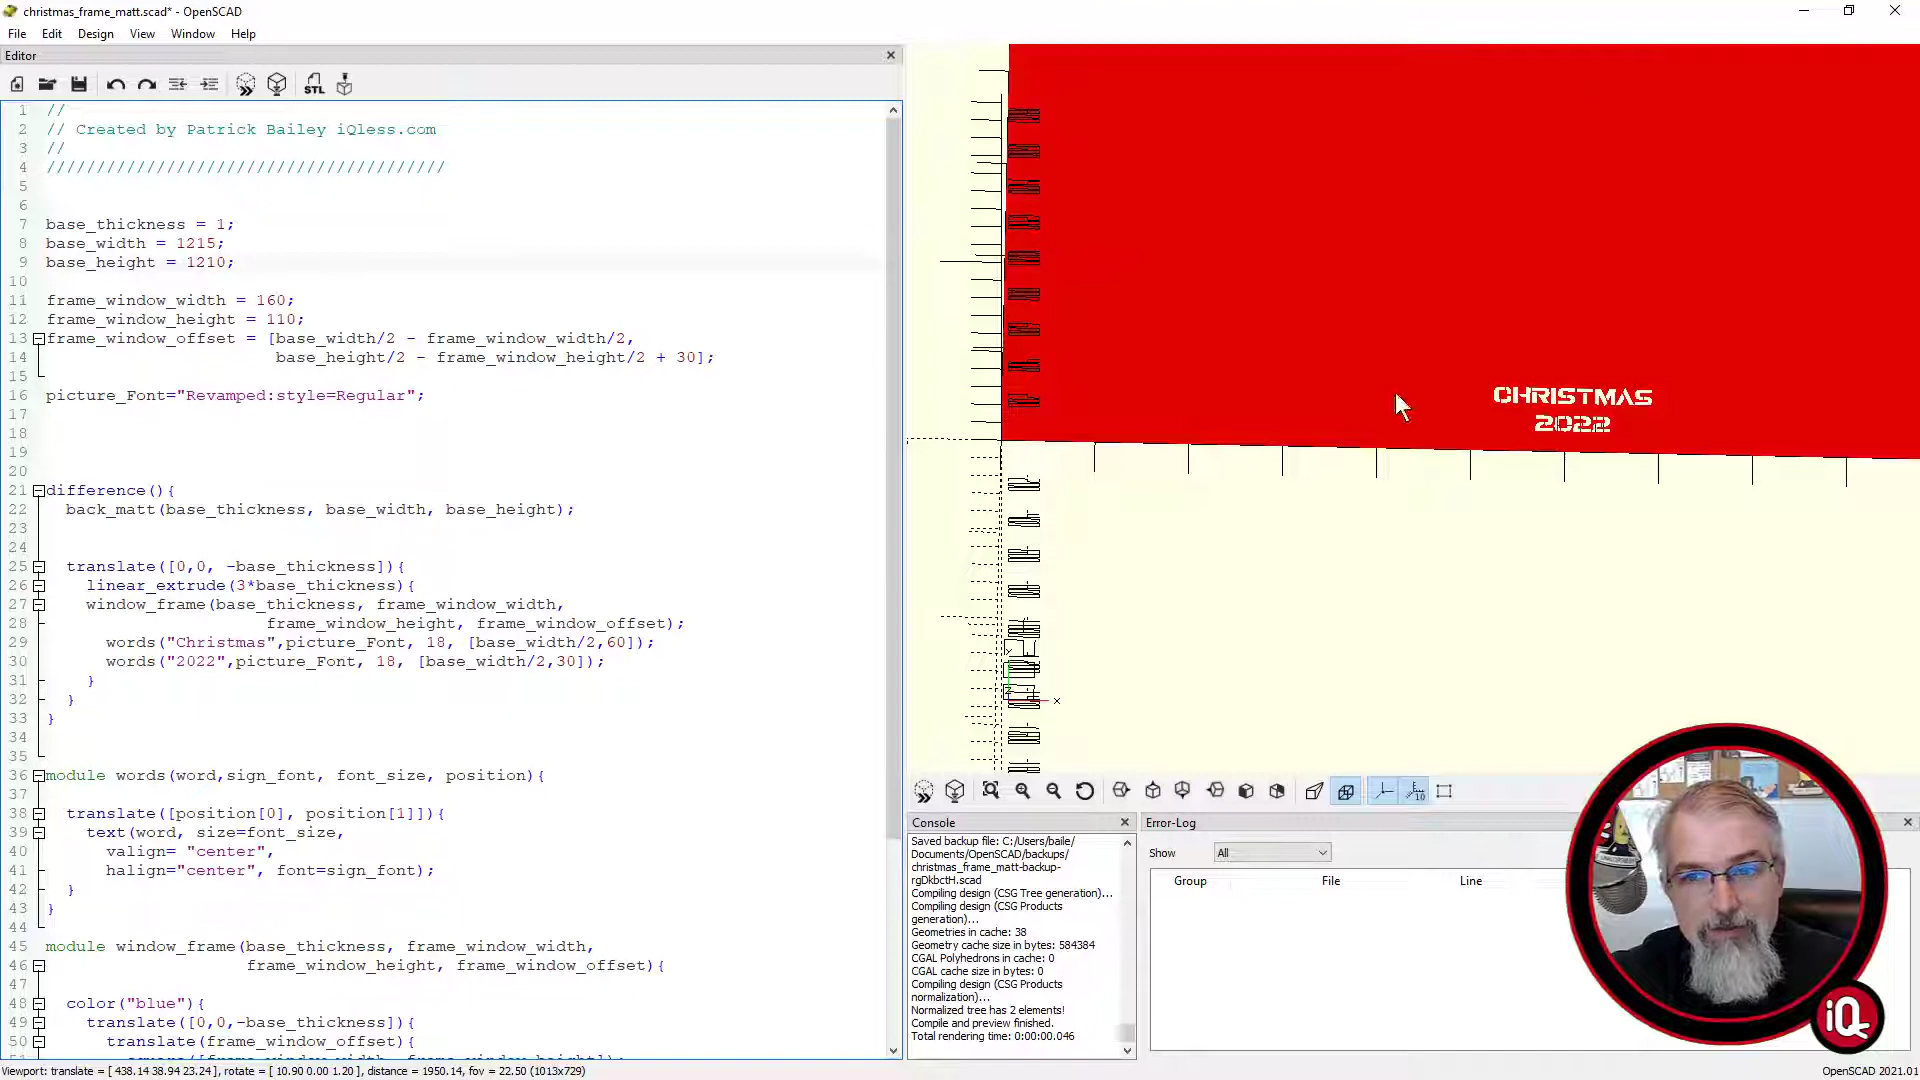 christmas_frame_matt.scad* - OpenSCAD
File Edit Design View Window Help
Editor
STL
1 //
2 // Created by Patrick Bailey iQless.com
3 //
4 ////////////////////////////////////////
5
6
7 base_thickness = 1;
8 base_width = 1215;
9 base_height = 1210;
10
11 frame_window_width = 160;
12 frame_window_height = 110;
13 frame_window_offset = [base_width/2 - frame_window_width/2,
14 base_height/2 - frame_window_height/2 + 30];
15
16 picture_Font="Revamped:style=Regular";
17
18
19
20
21 difference(){
22 back_matt(base_thickness, base_width, base_height);
23
24
25 translate([0,0, -base_thickness]){
26 linear_extrude(3*base_thickness){
27 window_frame(base_thickness, frame_window_width,
28 frame_window_height, frame_window_offset);
29 words("Christmas",picture_Font, 18, [base_width/2,60]);
30 words("2022",picture_Font, 18, [base_width/2,30]);
31 }
32 }
33 }
34
35
36 module words(word,sign_font, font_size, position){
37
38 translate([position[0], position[1]]){
39 text(word, size=font_size,
40 valign= "center",
41 halign="center", font=sign_font);
42 }
43 }
44
45 module window_frame(base_thickness, frame_window_width,
46 frame_window_height, frame_window_offset){
47
48 color("blue"){
49 translate([0,0,-base_thickness]){
50 translate(frame_window_offset){
CHRISTMAS
2022
x
10
Console
Saved backup file: C:/Users/baile/
Documents/OpenSCAD/backups/
christmas_frame_matt-backup-
rgDkbctH.scad
Compiling design (CSG Tree generation)...
Compiling design (CSG Products
generation)...
Geometries in cache: 38
Geometry cache size in bytes: 584384
CGAL Polyhedrons in cache: 0
CGAL cache size in bytes: 0
Compiling design (CSG Products
normalization)...
Normalized tree has 2 elements!
Compile and preview finished.
Total rendering time: 0:00:00.046
Error-Log
Show All
Group File Line
iQ
Viewport: translate = [ 438.14 38.94 23.24 ], rotate = [ 10.90 0.00 1.20 ], distance = 1950.14, fov = 22.50 (1013x729)
OpenSCAD 2021.01